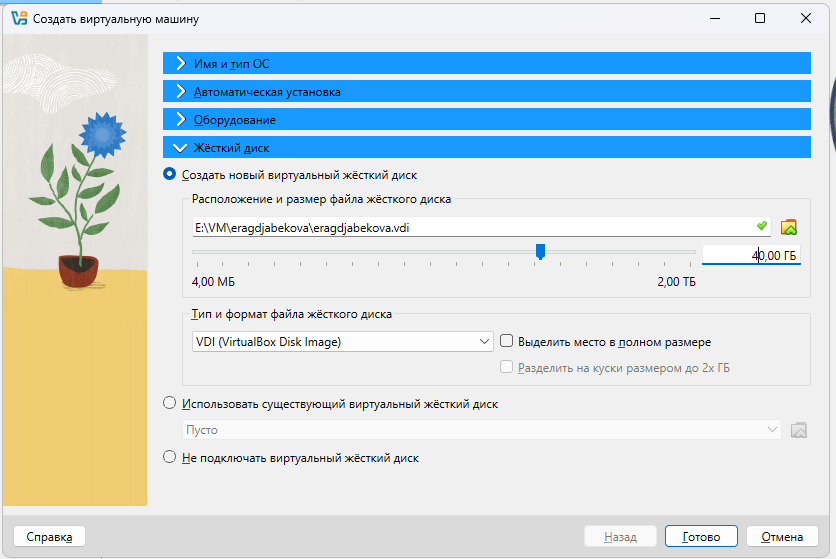 Создать виртуальную машину
Имя и тип ОС
Автоматическая установка
Оборудование
Жёсткий диск
Создать новый виртуальный жёсткий диск
Расположение и размер файла жёсткого диска
E:\VM\eragdjabekova\eragdjabekova.vdi
40,00 ГБ
4,00 МБ 2,00 ТБ
Тип и формат файла жёсткого диска
VDI (VirtualBox Disk Image) Выделить место в полном размере
Разделить на куски размером до 2х ГБ
Использовать существующий виртуальный жёсткий диск
Пусто
Не подключать виртуальный жёсткий диск
Справка Назад Готово Отмена